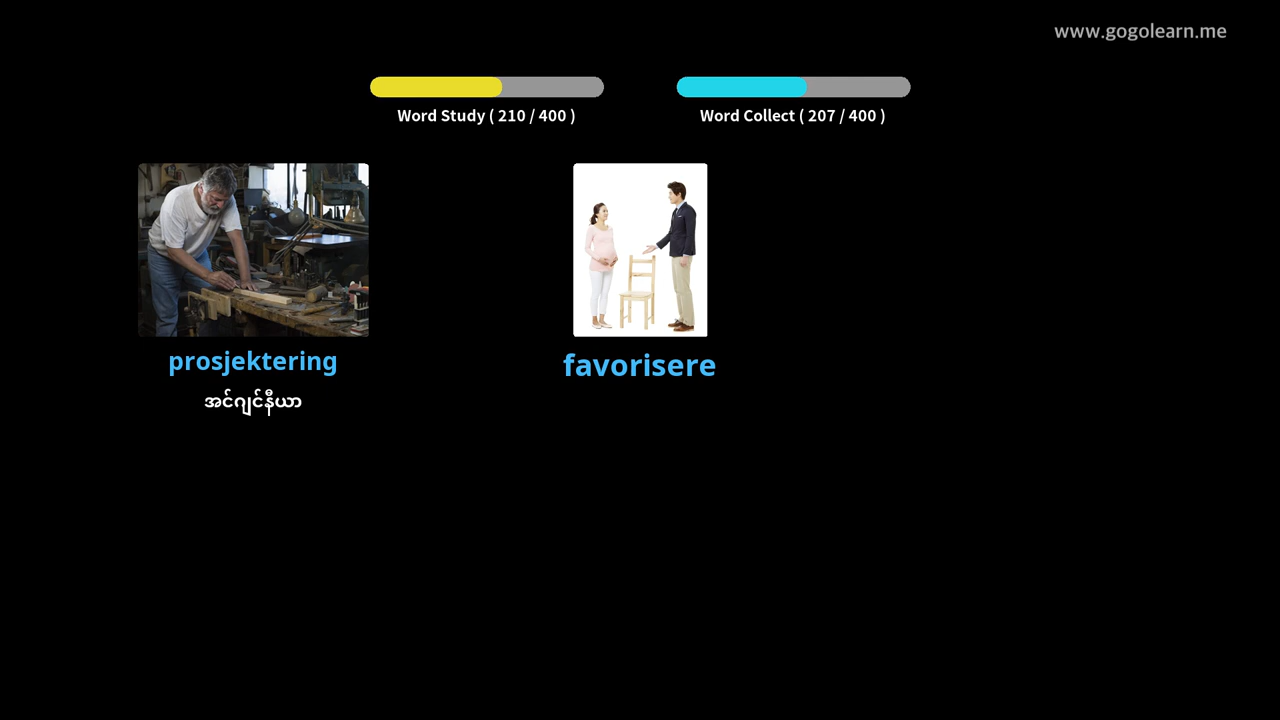 www.gogolearn.me
Word Study ( 210 / 400 )
Word Collect ( 207 / 400 )
prosjektering
အင်ဂျင်နီယာ
favorisere